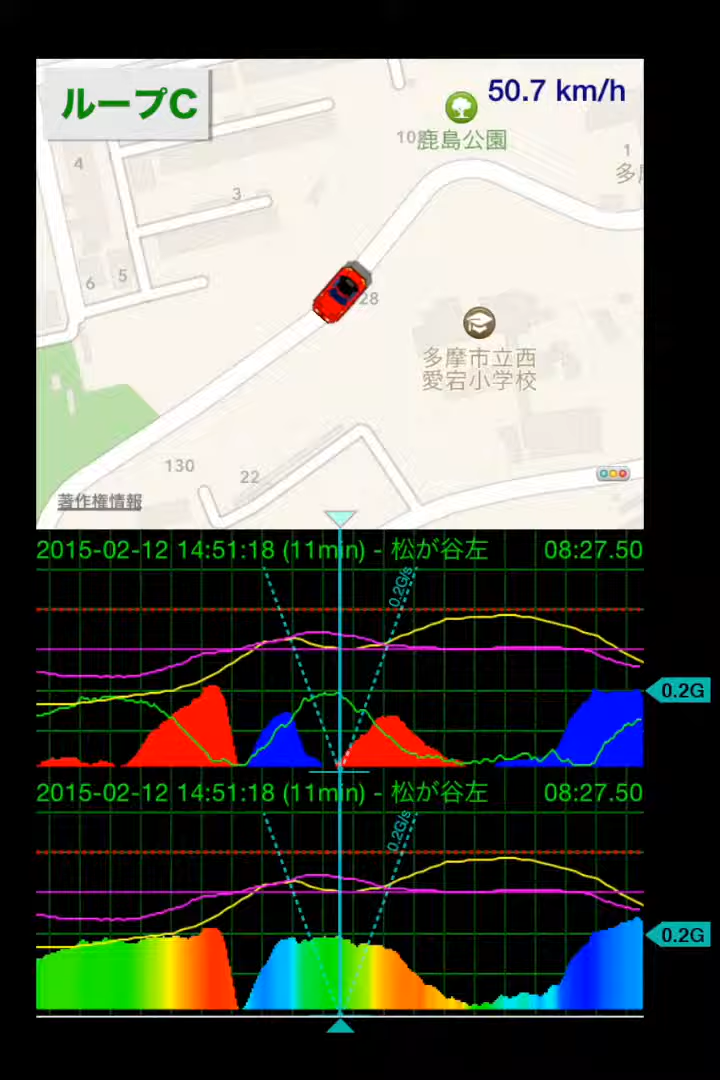 ループC
50.7 km/h
鹿島公園
1
多
4
3
6
5
28
多摩市立西
愛宕小学校
130
22
著作権情報
2015-02-12 14:51:18 (11min) - 松が谷左 08:27.50
0.2G/s
0.2G
2015-02-12 14:51:18 (11min) - 松が谷左 08:27.50
0.2G/s
0.2G